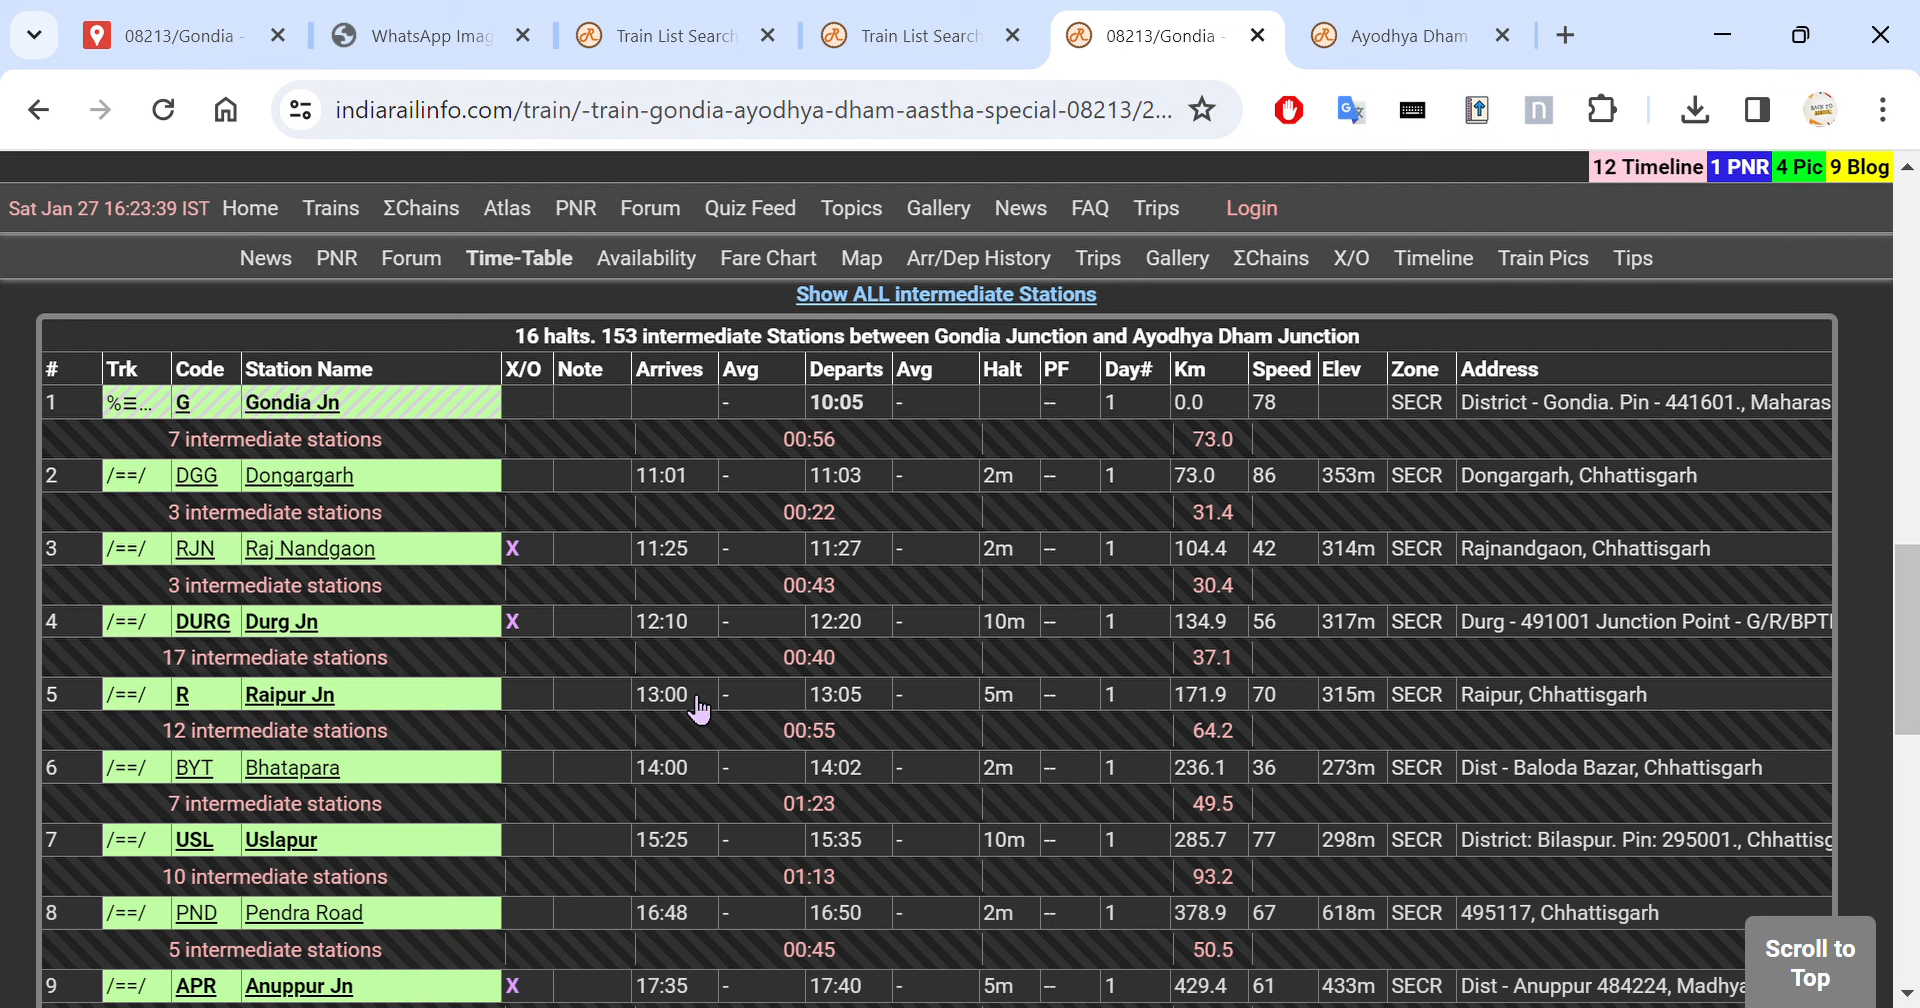 08213/Gondia - WhatsApp Imag Train List Search Train List Search 08213/Gondia - Ayodhya Dham
indiarailinfo.com/train/-train-gondia-ayodhya-dham-aastha-special-08213/2...
12 Timeline 1 PNR 4 Pic 9 Blog
Sat Jan 27 16:23:39 IST Home Trains ΣChains Atlas PNR Forum Quiz Feed Topics Gallery News FAQ Trips Login
News PNR Forum Time-Table Availability Fare Chart Map Arr/Dep History Trips Gallery ΣChains X/O Timeline Train Pics Tips
Show ALL intermediate Stations
16 halts. 153 intermediate Stations between Gondia Junction and Ayodhya Dham Junction
# Trk Code Station Name X/O Note Arrives Avg Departs Avg Halt PF Day# Km Speed Elev Zone Address
1 %≡... G Gondia Jn - 10:05 - -- 1 0.0 78 SECR District - Gondia. Pin - 441601., Maharas
7 intermediate stations 00:56 73.0
2 /==/ DGG Dongargarh 11:01 - 11:03 - 2m -- 1 73.0 86 353m SECR Dongargarh, Chhattisgarh
3 intermediate stations 00:22 31.4
3 /==/ RJN Raj Nandgaon X 11:25 - 11:27 - 2m -- 1 104.4 42 314m SECR Rajnandgaon, Chhattisgarh
3 intermediate stations 00:43 30.4
4 /==/ DURG Durg Jn X 12:10 - 12:20 - 10m -- 1 134.9 56 317m SECR Durg - 491001 Junction Point - G/R/BPT
17 intermediate stations 00:40 37.1
5 /==/ R Raipur Jn 13:00 - 13:05 - 5m -- 1 171.9 70 315m SECR Raipur, Chhattisgarh
12 intermediate stations 00:55 64.2
6 /==/ BYT Bhatapara 14:00 - 14:02 - 2m -- 1 236.1 36 273m SECR Dist - Baloda Bazar, Chhattisgarh
7 intermediate stations 01:23 49.5
7 /==/ USL Uslapur 15:25 - 15:35 - 10m -- 1 285.7 77 298m SECR District: Bilaspur. Pin: 295001., Chhattisg
10 intermediate stations 01:13 93.2
8 /==/ PND Pendra Road 16:48 - 16:50 - 2m -- 1 378.9 67 618m SECR 495117, Chhattisgarh
5 intermediate stations 00:45 50.5
9 /==/ APR Anuppur Jn X 17:35 - 17:40 - 5m -- 1 429.4 61 433m SECR Dist - Anuppur 484224, Madhya
Scroll to
Top